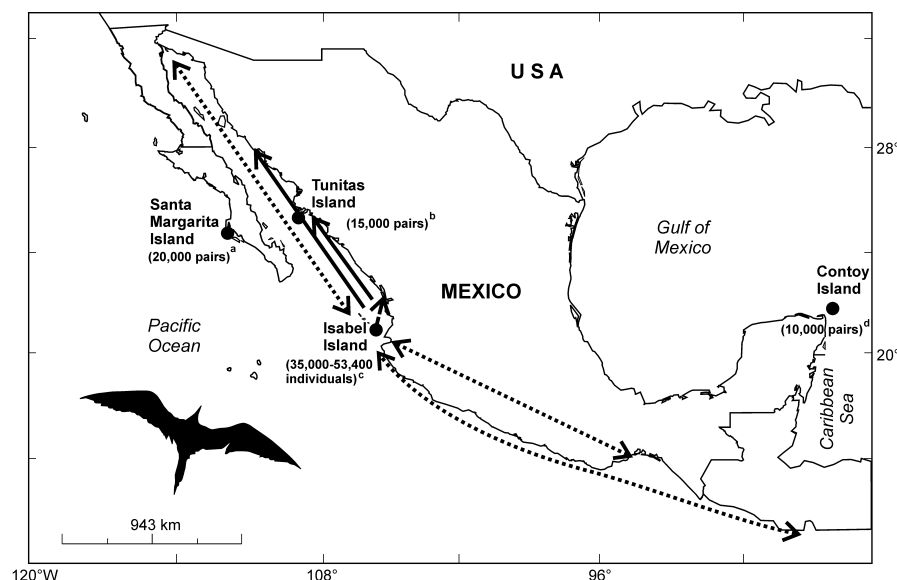 USA
28°
Tunitas
Island
(15,000 pairs)b
Santa
Margarita
Island
(20,000 pairs)a
Gulf of
Mexico
Contoy
Island
(10,000 pairs)d
MEXICO
Pacific
Ocean
Isabel
Island
(35,000-53,400
individuals)c
20°
Caribbean
Sea
943 km
120°W
108°
96°